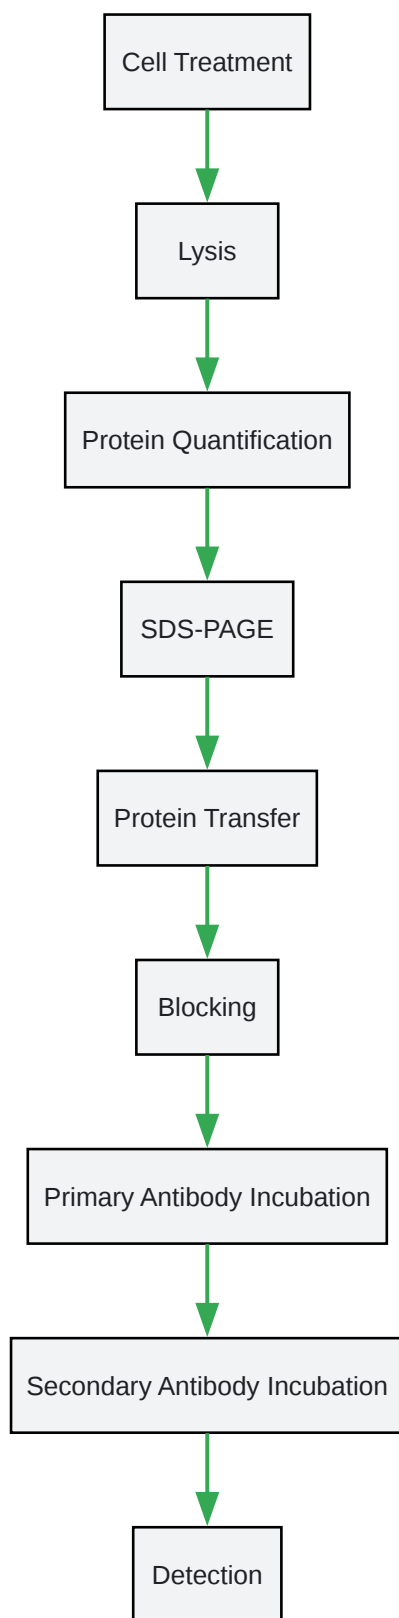 Cell Treatment
Lysis
Protein Quantification
SDS-PAGE
Protein Transfer
Blocking
Primary Antibody Incubation
Secondary Antibody Incubation
Detection